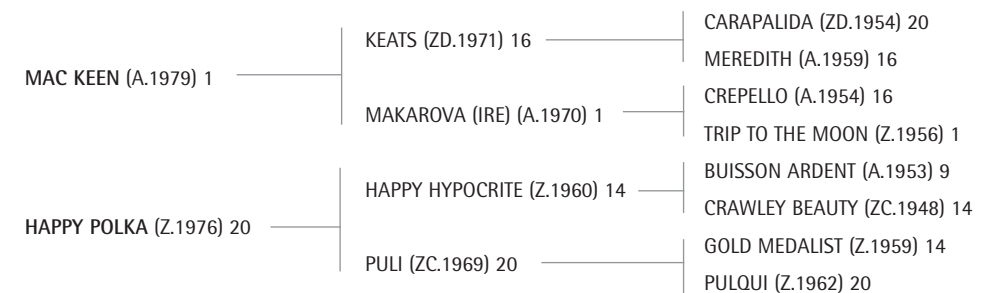 CARAPALIDA (ZD.1954) 20
KEATS (ZD.1971) 16
MEREDITH (A.1959) 16
MAC KEEN (A.1979) 1
CREPELLO (A.1954) 16
MAKAROVA (IRE) (A.1970) 1
TRIP TO THE MOON (Z.1956) 1
BUISSON ARDENT (A.1953) 9
HAPPY HYPOCRITE (Z.1960) 14
CRAWLEY BEAUTY (ZC.1948) 14
HAPPY POLKA (Z.1976) 20
GOLD MEDALIST (Z.1959) 14
PULI (ZC.1969) 20
PULQUI (Z.1962) 20